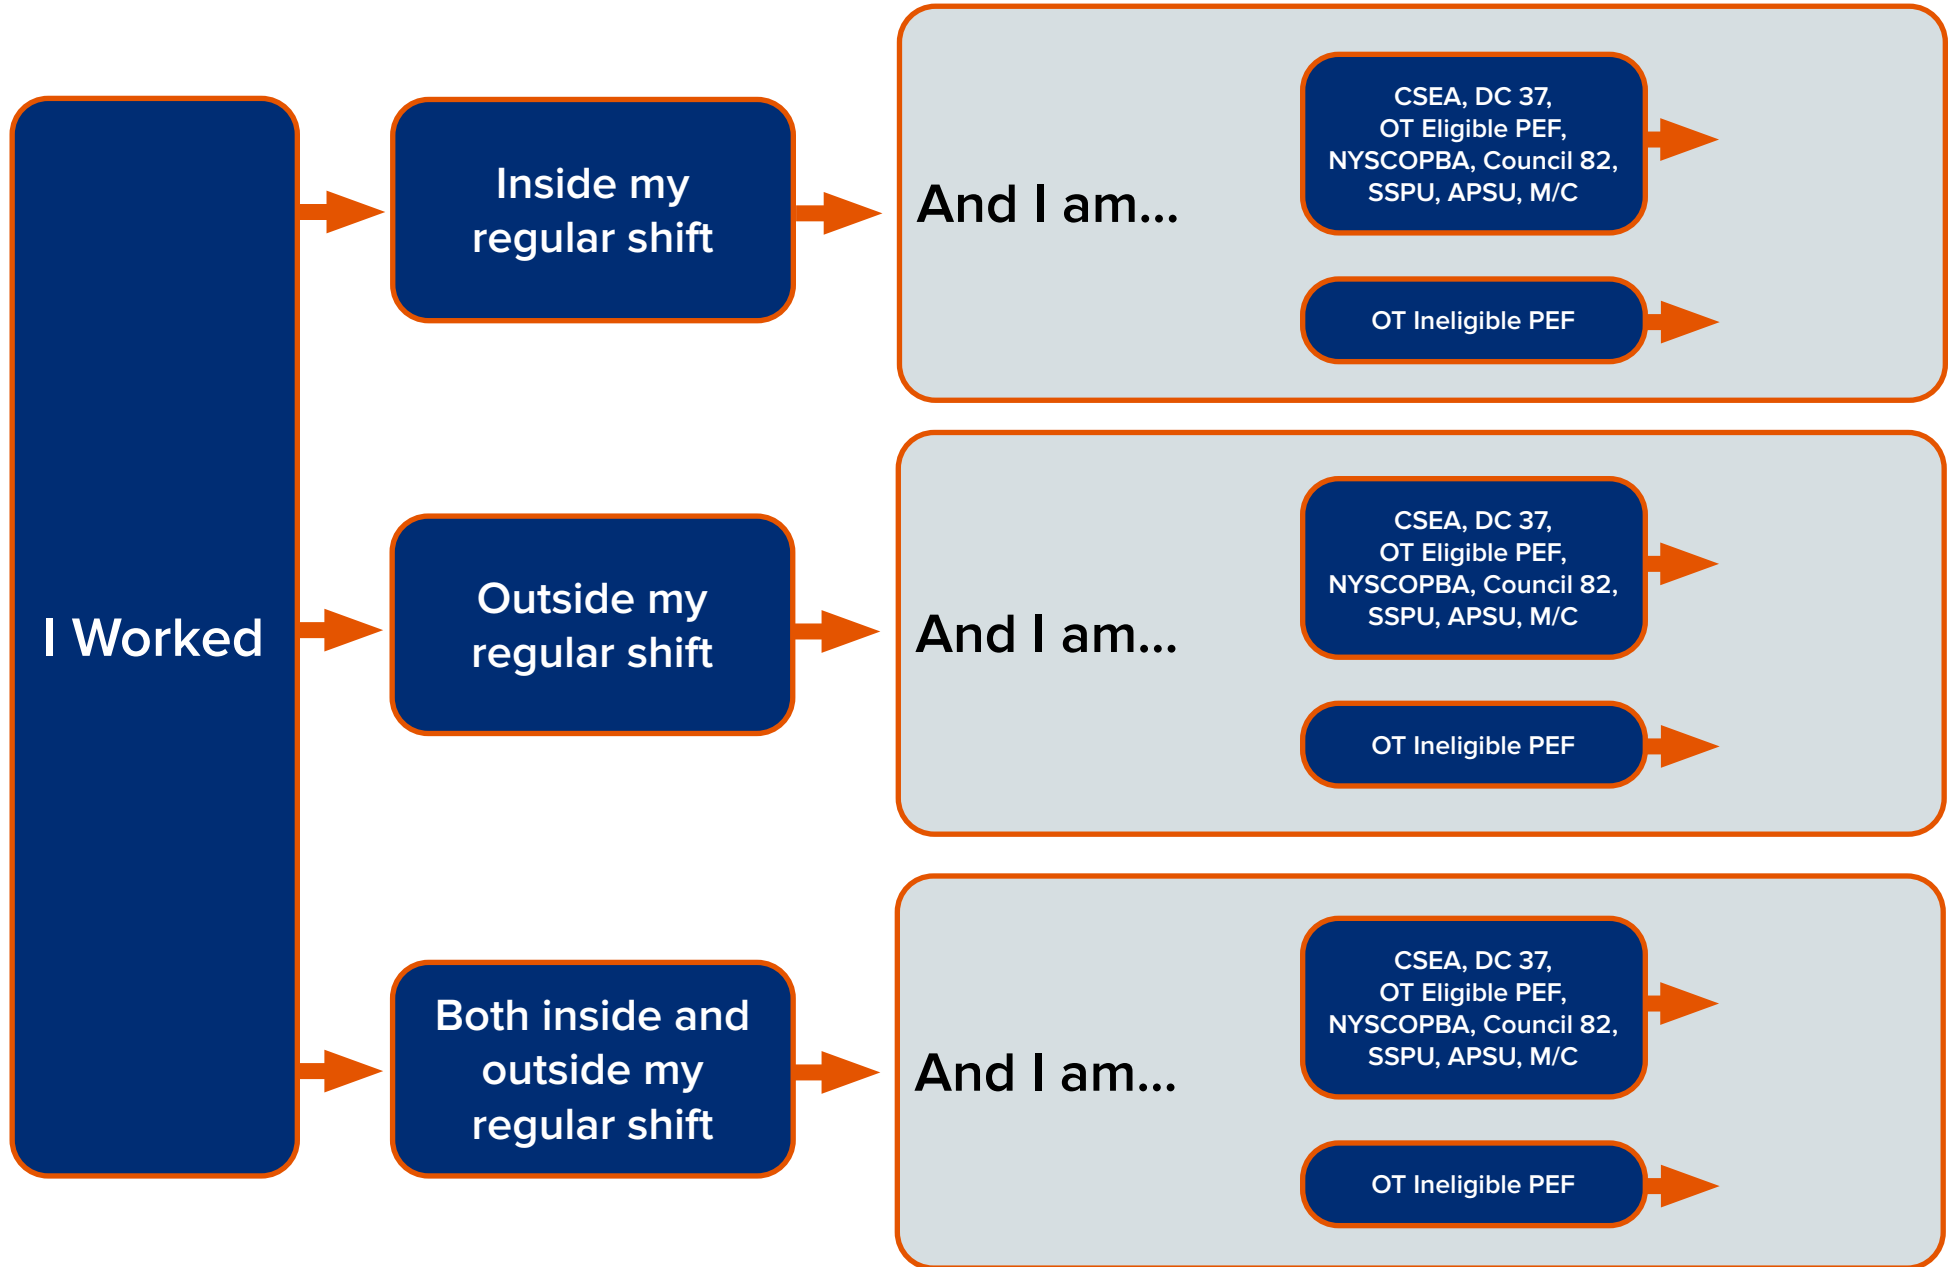 I Worked
Inside my
regular shift
And I am...
CSEA, DC 37,
OT Eligible PEF,
NYSCOPBA, Council 82,
SSPU, APSU, M/C
OT Ineligible PEF
Outside my
regular shift
And I am...
CSEA, DC 37,
OT Eligible PEF,
NYSCOPBA, Council 82,
SSPU, APSU, M/C
OT Ineligible PEF
Both inside and
outside my
regular shift
And I am...
CSEA, DC 37,
OT Eligible PEF,
NYSCOPBA, Council 82,
SSPU, APSU, M/C
OT Ineligible PEF